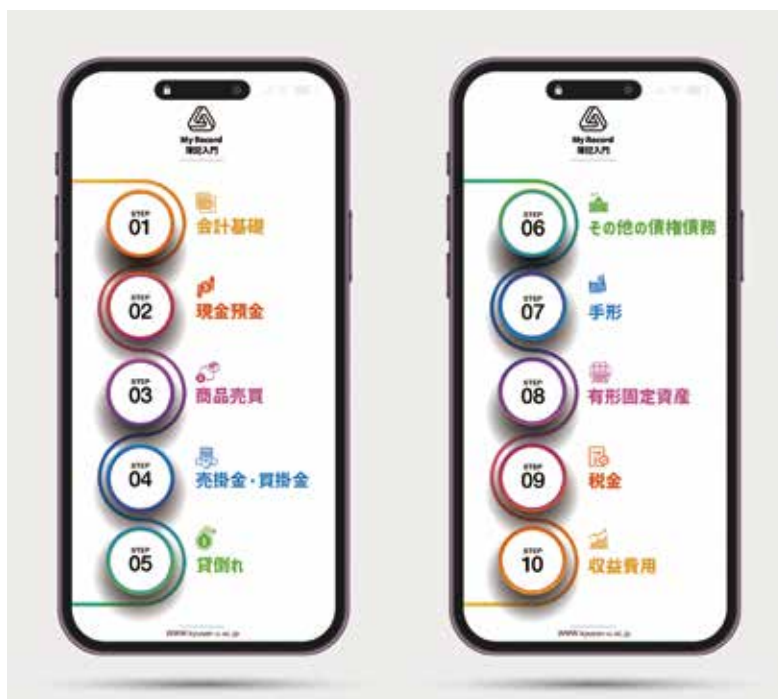 My Record
簿記入門
STEP
01
会計基礎
STEP
02
現金預金
STEP
03
商品売買
STEP
04
売掛金・買掛金
STEP
05
貸倒れ
My Record
簿記入門
STEP
06
その他の債権債務
STEP
07
手形
STEP
08
有形固定資産
STEP
09
税金
STEP
10
収益費用